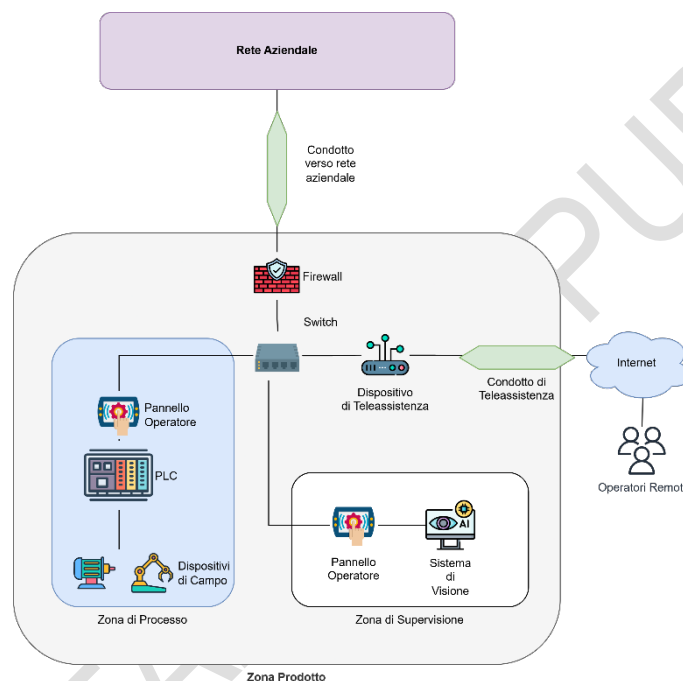 Rete Aziendale
Condotto
verso rete
aziendale
Firewall
Switch
Internet
Dispositivo
di Teleassistenza
Condotto di
Teleassistenza
Pannello
Operatore
PLC
Operatori Remot
AI
Dispositivi
di Campo
Pannello
Operatore
Sistema
di
Visione
Zona di Processo
Zona di Supervisione
Zona Prodotto